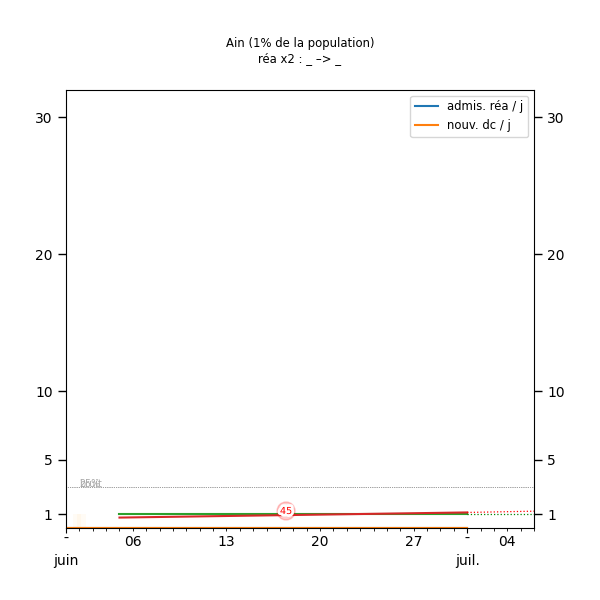 Ain (1% de la population)
réa x2 : _ –> _
admis. réa / j
nouv. dc / j
30 30
20 20
10 10
5 5
45
1 1
- 06 13 20 27 - 04
juin juil.